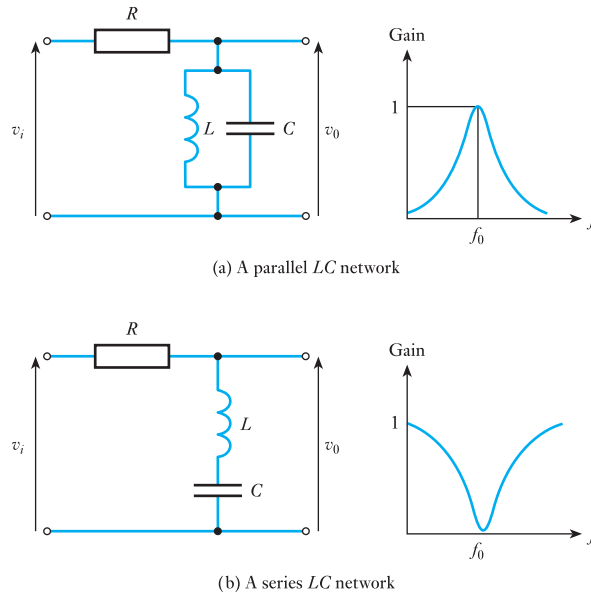 R
Gain
v_i
L
C
v_0
1
f_0
f
(a) A parallel LC network
R
Gain
v_i
L
C
v_0
1
f_0
f
(b) A series LC network